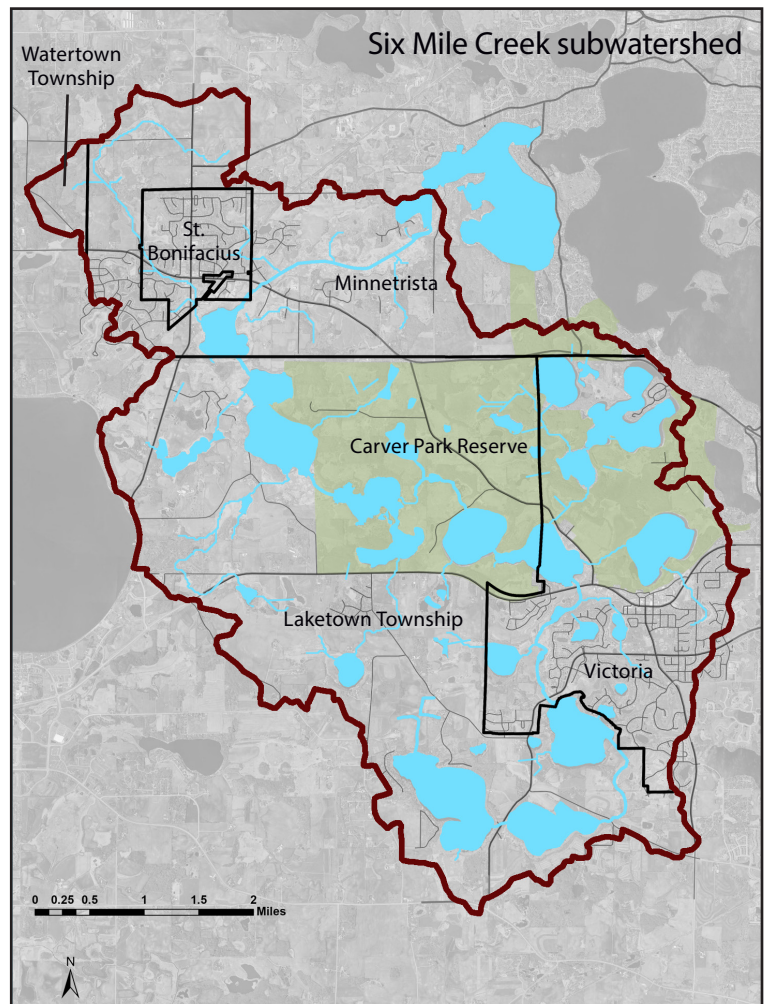 Six Mile Creek subwatershed
Watertown
Township
St.
Bonifacius
Minnetrista
Carver Park Reserve
Laketown Township
Victoria
0 0.25 0.5 1 1.5 2
Miles
N